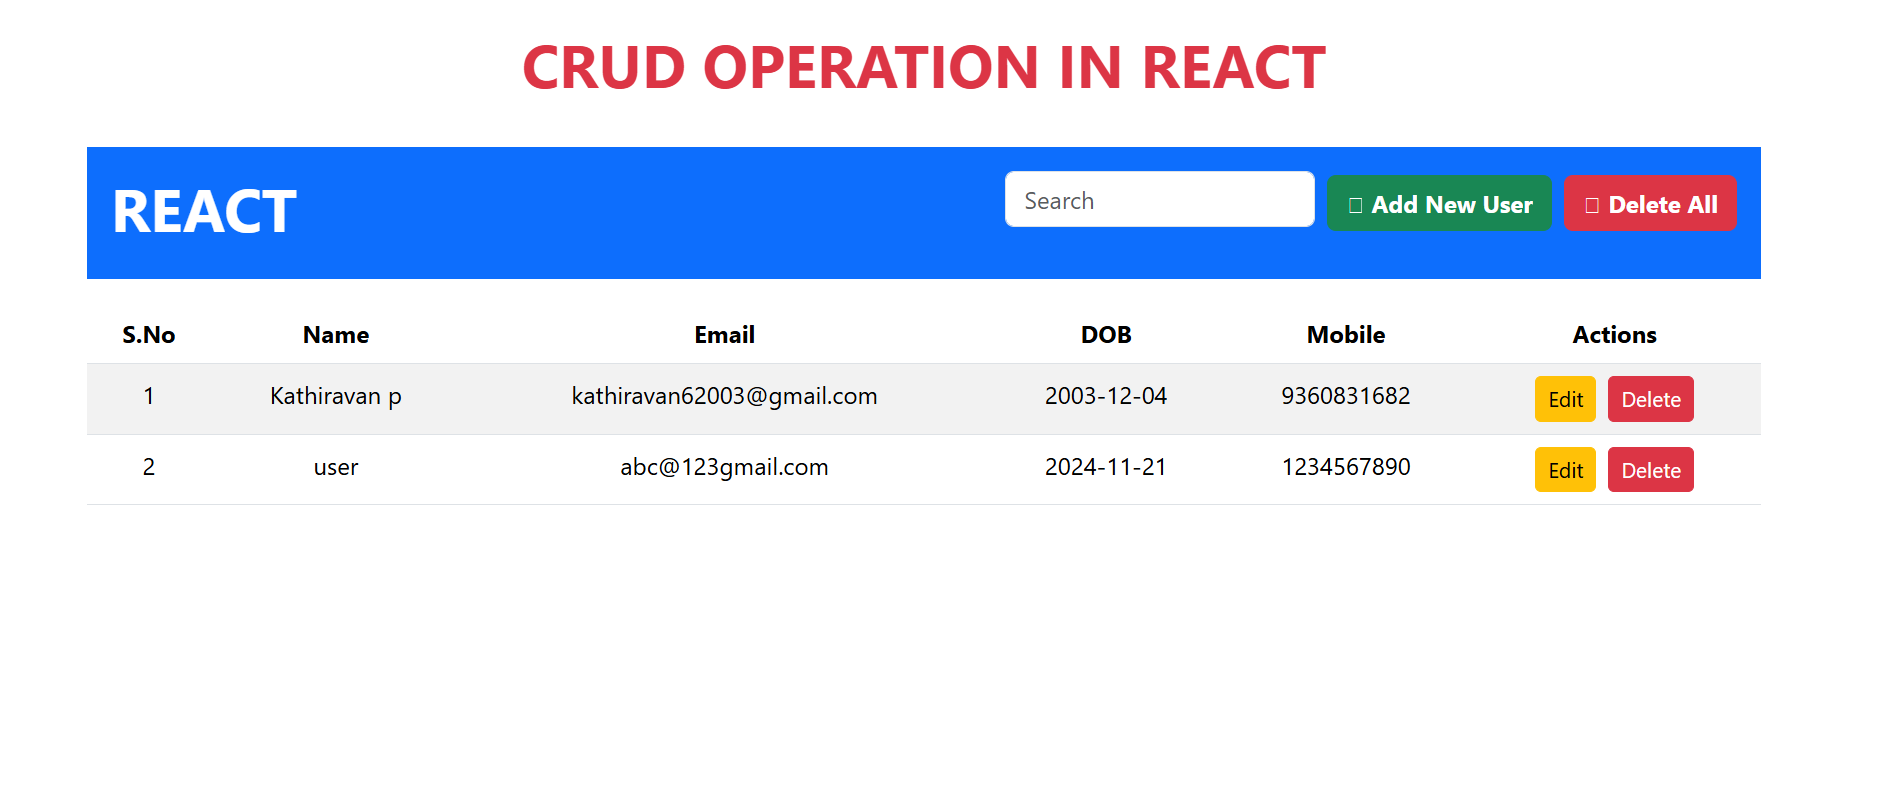 CRUD OPERATION IN REACT
REACT Search Add New User Delete All
S.No Name Email DOB Mobile Actions
1 Kathiravan p kathiravan62003@gmail.com 2003-12-04 9360831682 Edit Delete
2 user abc@123gmail.com 2024-11-21 1234567890 Edit Delete